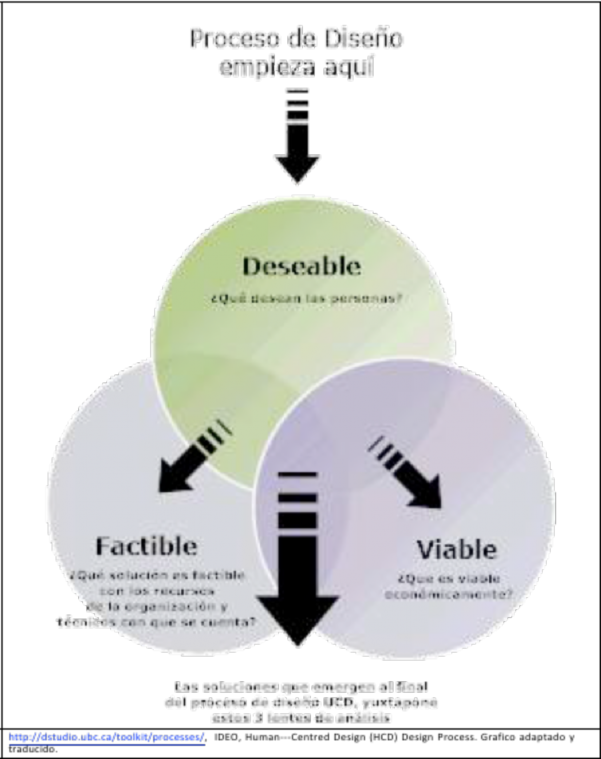 Proceso de Diseño
empieza aquí
Deseable
¿Qué desean las personas?
Factible
¿Qué solución es factible
con los recursos
de la organización y
técnicos con que se cuenta?
Viable
¿Que es viable
económicamente?
Las soluciones que emergen al final
del proceso de diseño UCD, yuxtapone
estos 3 lentes de análisis
http://dstudio.ubc.ca/toolkit/processes/, IDEO, Human---Centred Design (HCD) Design Process. Grafico adaptado y
traducido.